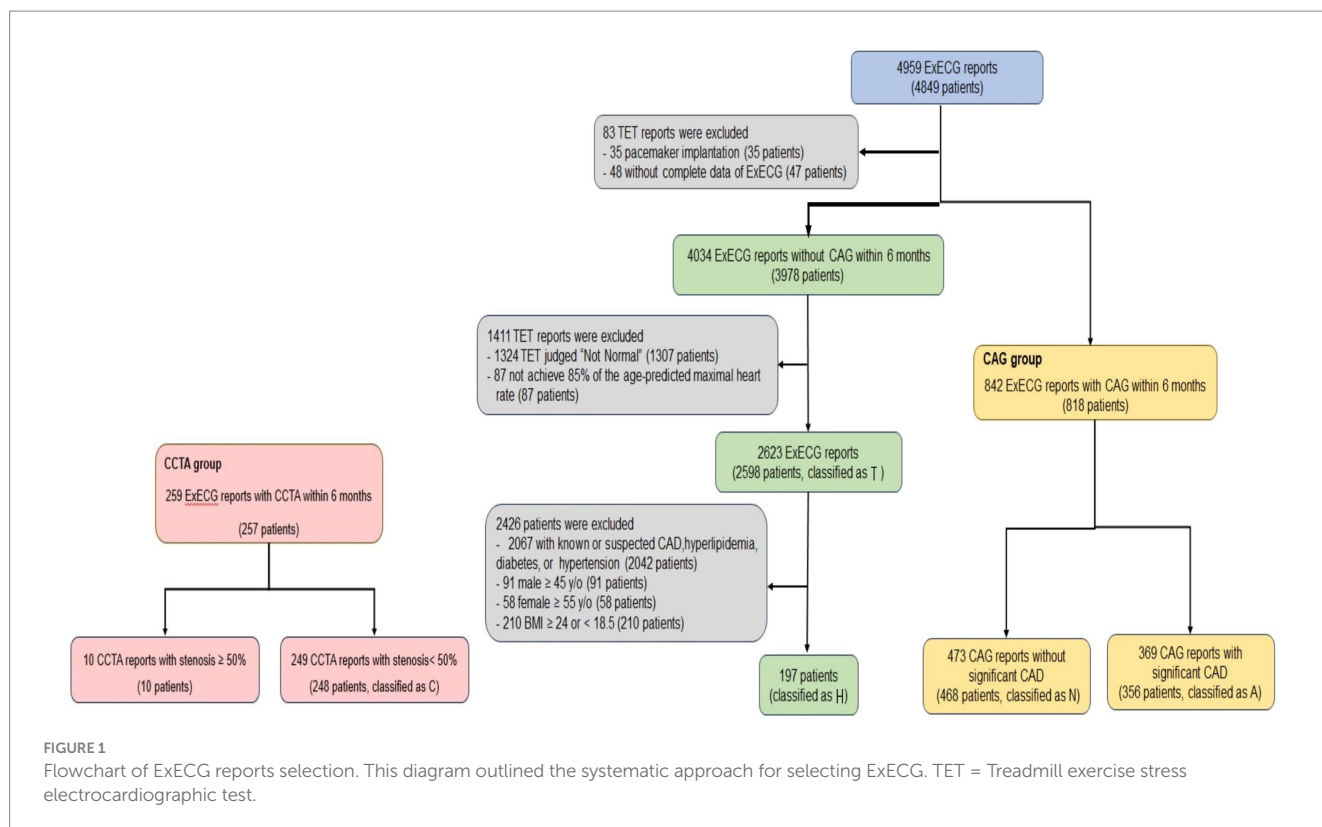 4959 ExECG reports
(4849 patients)
83 TET reports were excluded
- 35 pacemaker implantation (35 patients)
- 48 without complete data of ExECG (47 patients)
4034 ExECG reports without CAG within 6 months
(3978 patients)
1411 TET reports were excluded
- 1324 TET judged “Not Normal” (1307 patients)
- 87 not achieve 85% of the age-predicted maximal heart
rate (87 patients)
CAG group
842 ExECG reports with CAG within 6 months
(818 patients)
2623 ExECG reports
(2598 patients, classified as T )
CCTA group
259 ExECG reports with CCTA within 6 months
(257 patients)
2426 patients were excluded
- 2067 with known or suspected CAD,hyperlipidemia,
diabetes, or hypertension (2042 patients)
- 91 male ≥ 45 y/o (91 patients)
- 58 female ≥ 55 y/o (58 patients)
- 210 BMI ≥ 24 or < 18.5 (210 patients)
10 CCTA reports with stenosis ≥ 50%
(10 patients)
249 CCTA reports with stenosis< 50%
(248 patients, classified as C)
197 patients
(classified as H)
473 CAG reports without
significant CAD
(468 patients, classified as N)
369 CAG reports with
significant CAD
(356 patients, classified as A)
FIGURE 1
Flowchart of ExECG reports selection. This diagram outlined the systematic approach for selecting ExECG. TET = Treadmill exercise stress
electrocardiographic test.